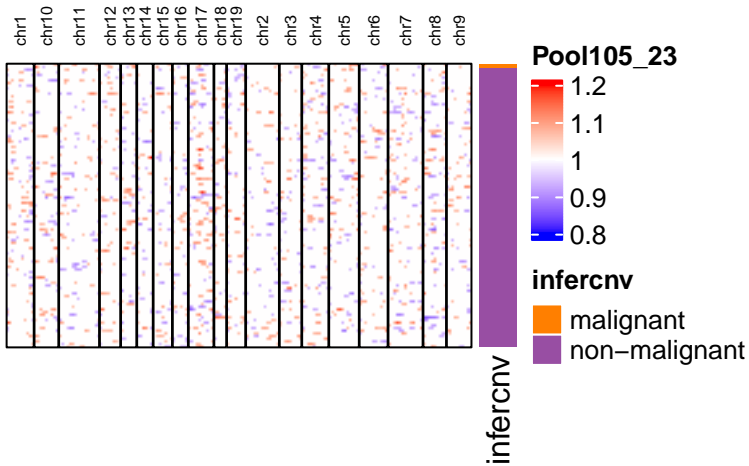 chr1
chr10
chr11
chr12
chr13
chr14
chr15
chr16
chr17
chr18
chr19
chr2
chr3
chr4
chr5
chr6
chr7
chr8
chr9
Pool105_23
1.2
1.1
1
0.9
0.8
infercnv
malignant
non−malignant
infercnv